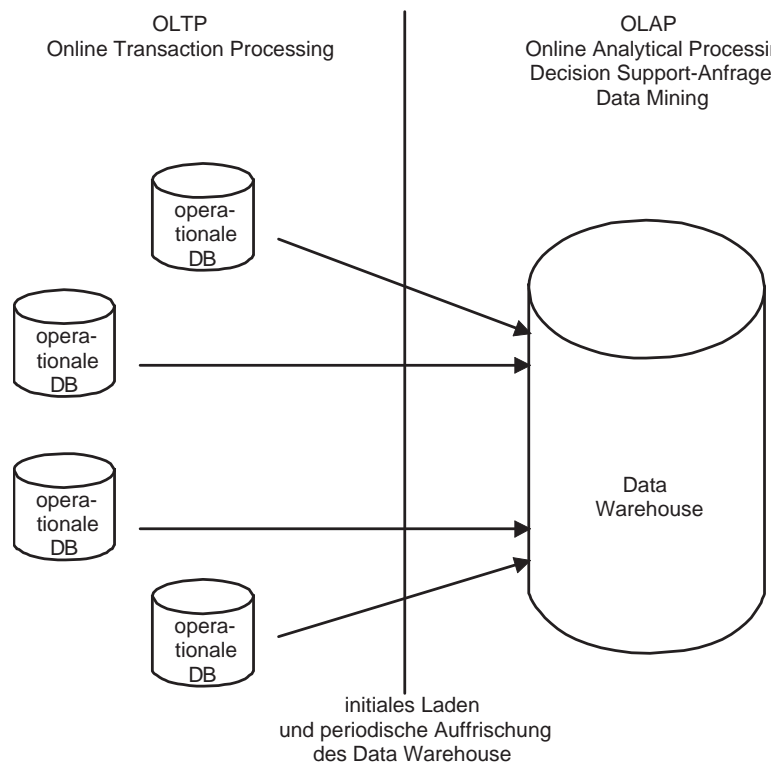 OLTP
Online Transaction Processing
OLAP
Online Analytical Processin
Decision Support-Anfrage
Data Mining
opera-
tionale
DB
opera-
tionale
DB
opera-
tionale
DB
opera-
tionale
DB
Data
Warehouse
initiales Laden
und periodische Auffrischung
des Data Warehouse